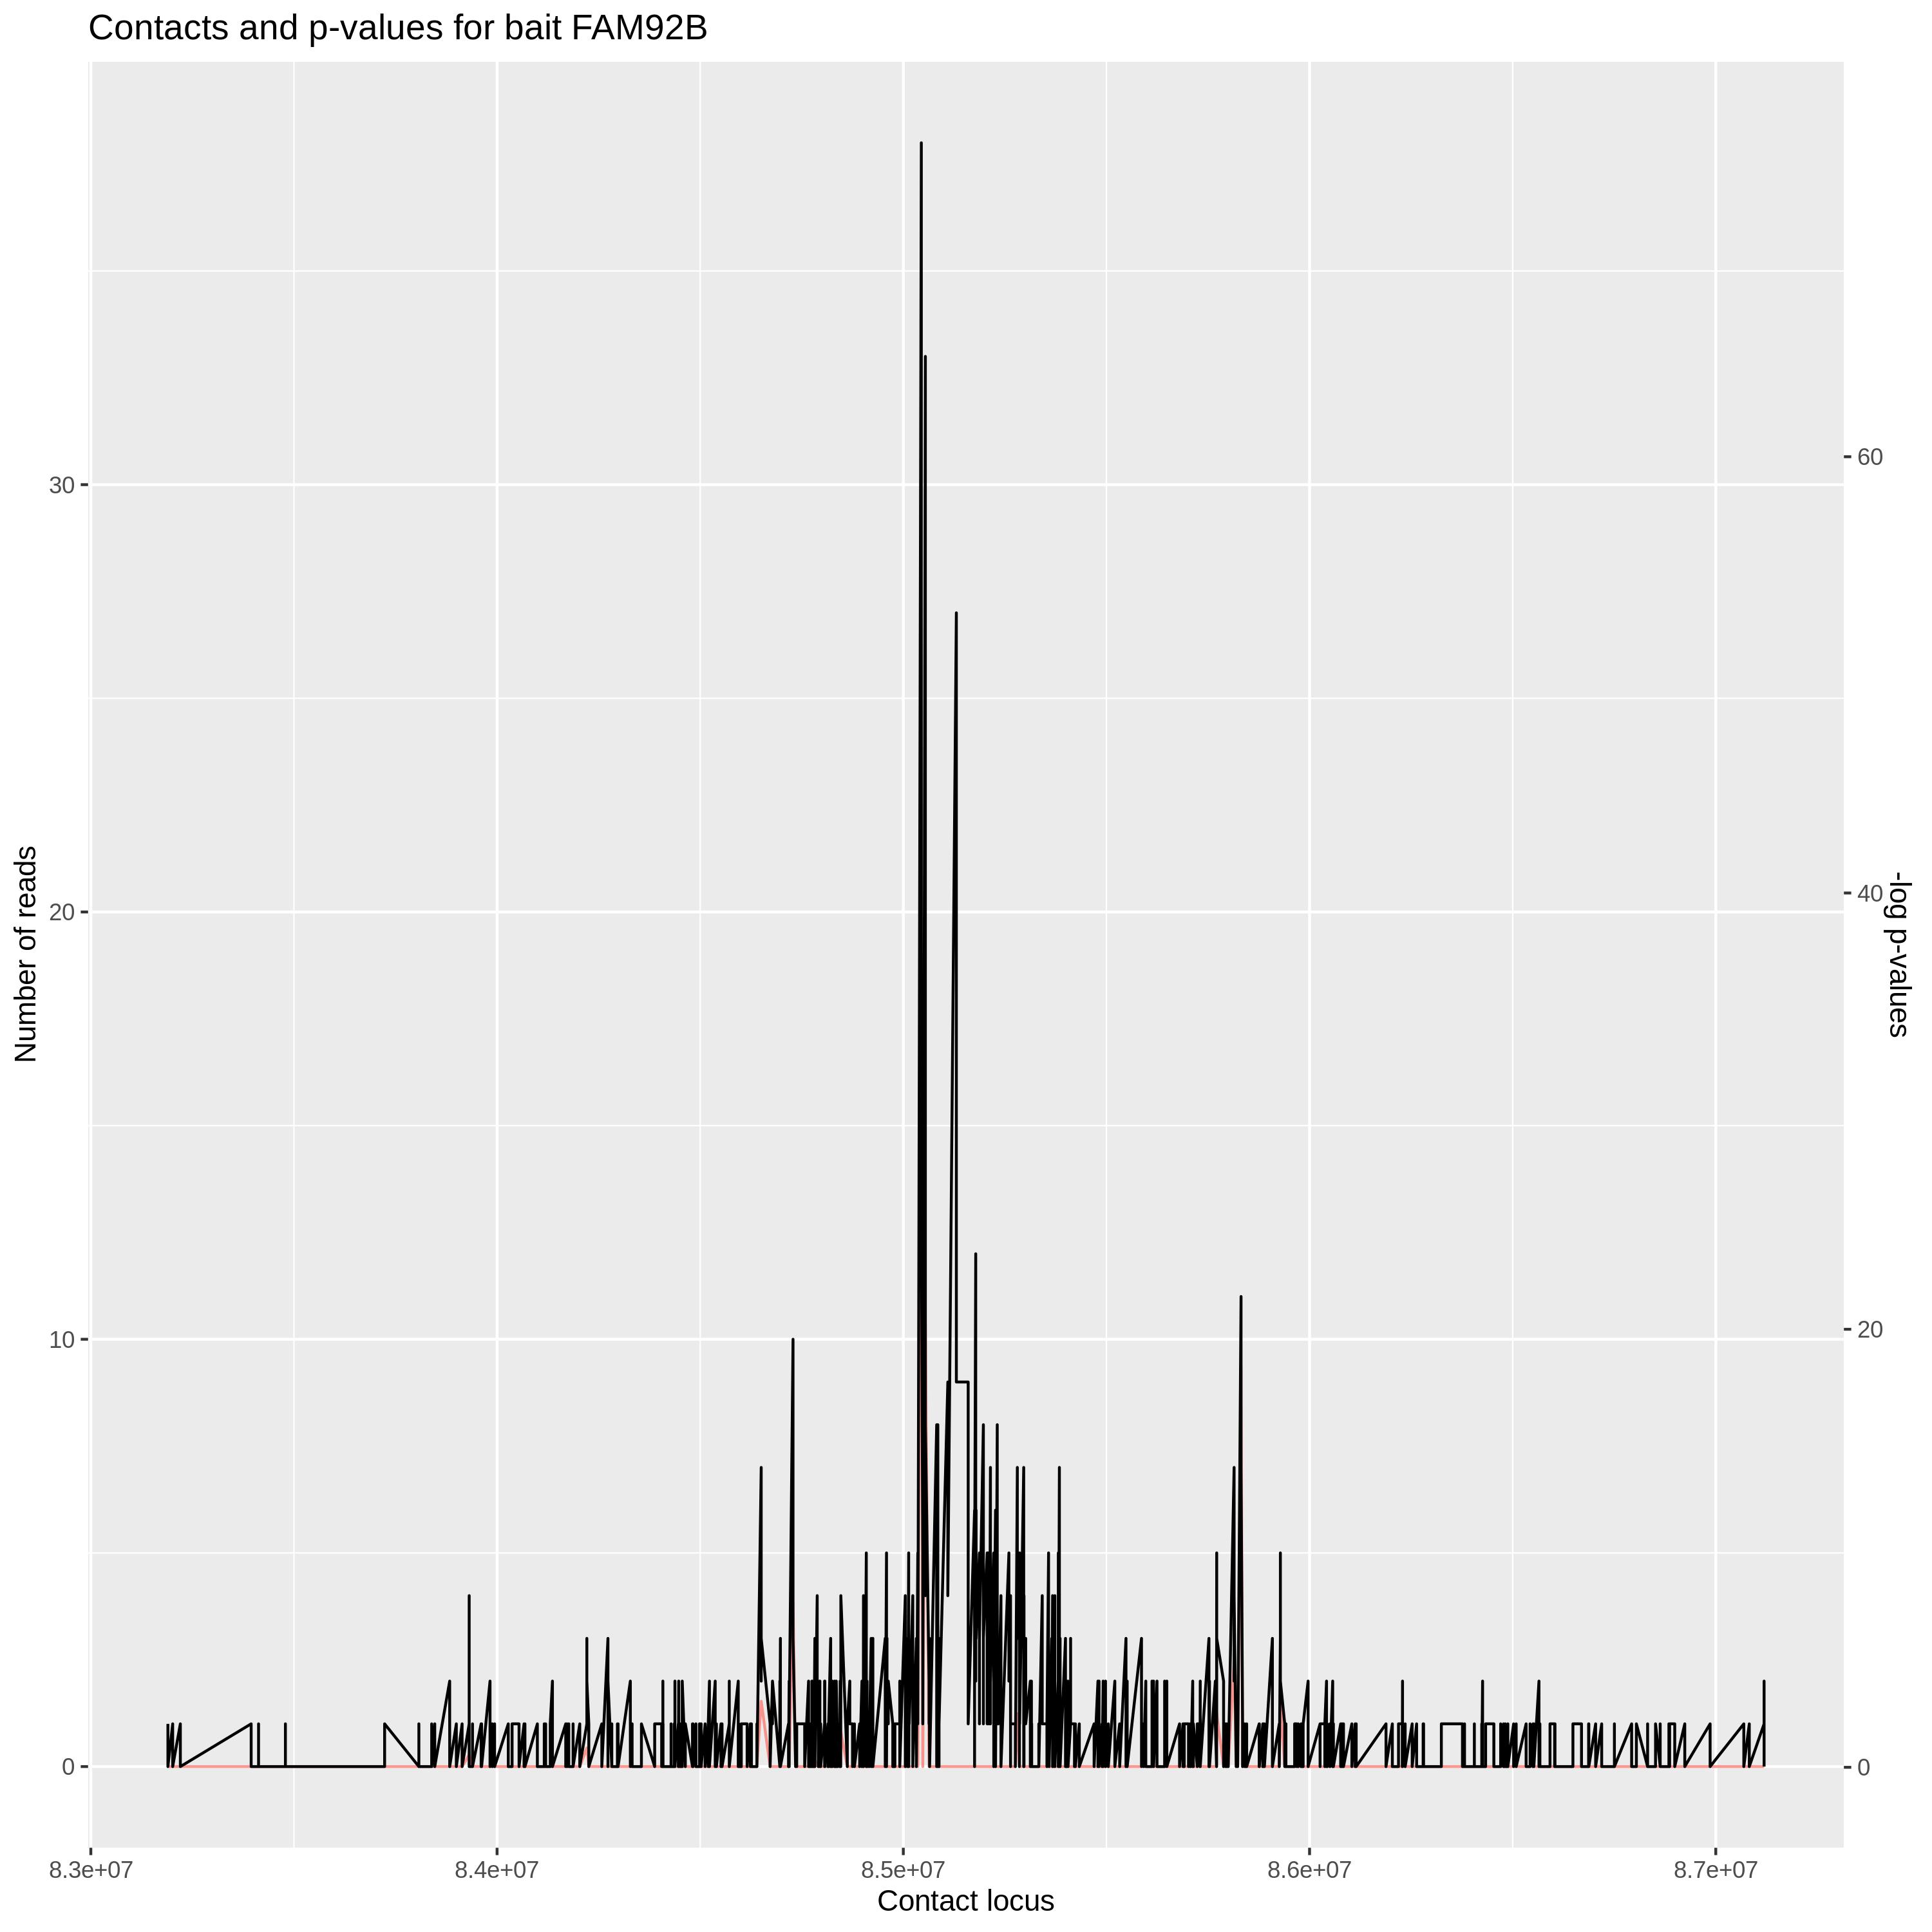 Contacts and p-values for bait FAM92B
30
20
10
0
Number of reads
60
40
20
0
-log p-values
8.3e+07 8.4e+07 8.5e+07 8.6e+07 8.7e+07
Contact locus